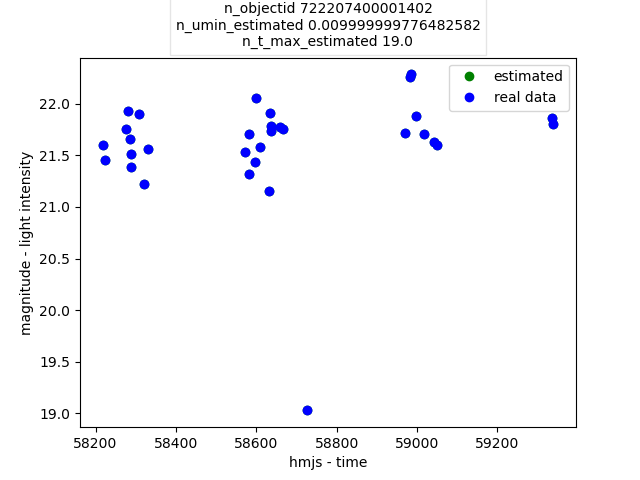 n_objectid 722207400001402
n_umin_estimated 0.009999999776482582
n_t_max_estimated 19.0
estimated
real data
22.0
21.5
21.0
20.5
20.0
19.5
19.0
magnitude - light intensity
58200 58400 58600 58800 59000 59200
hmjs - time